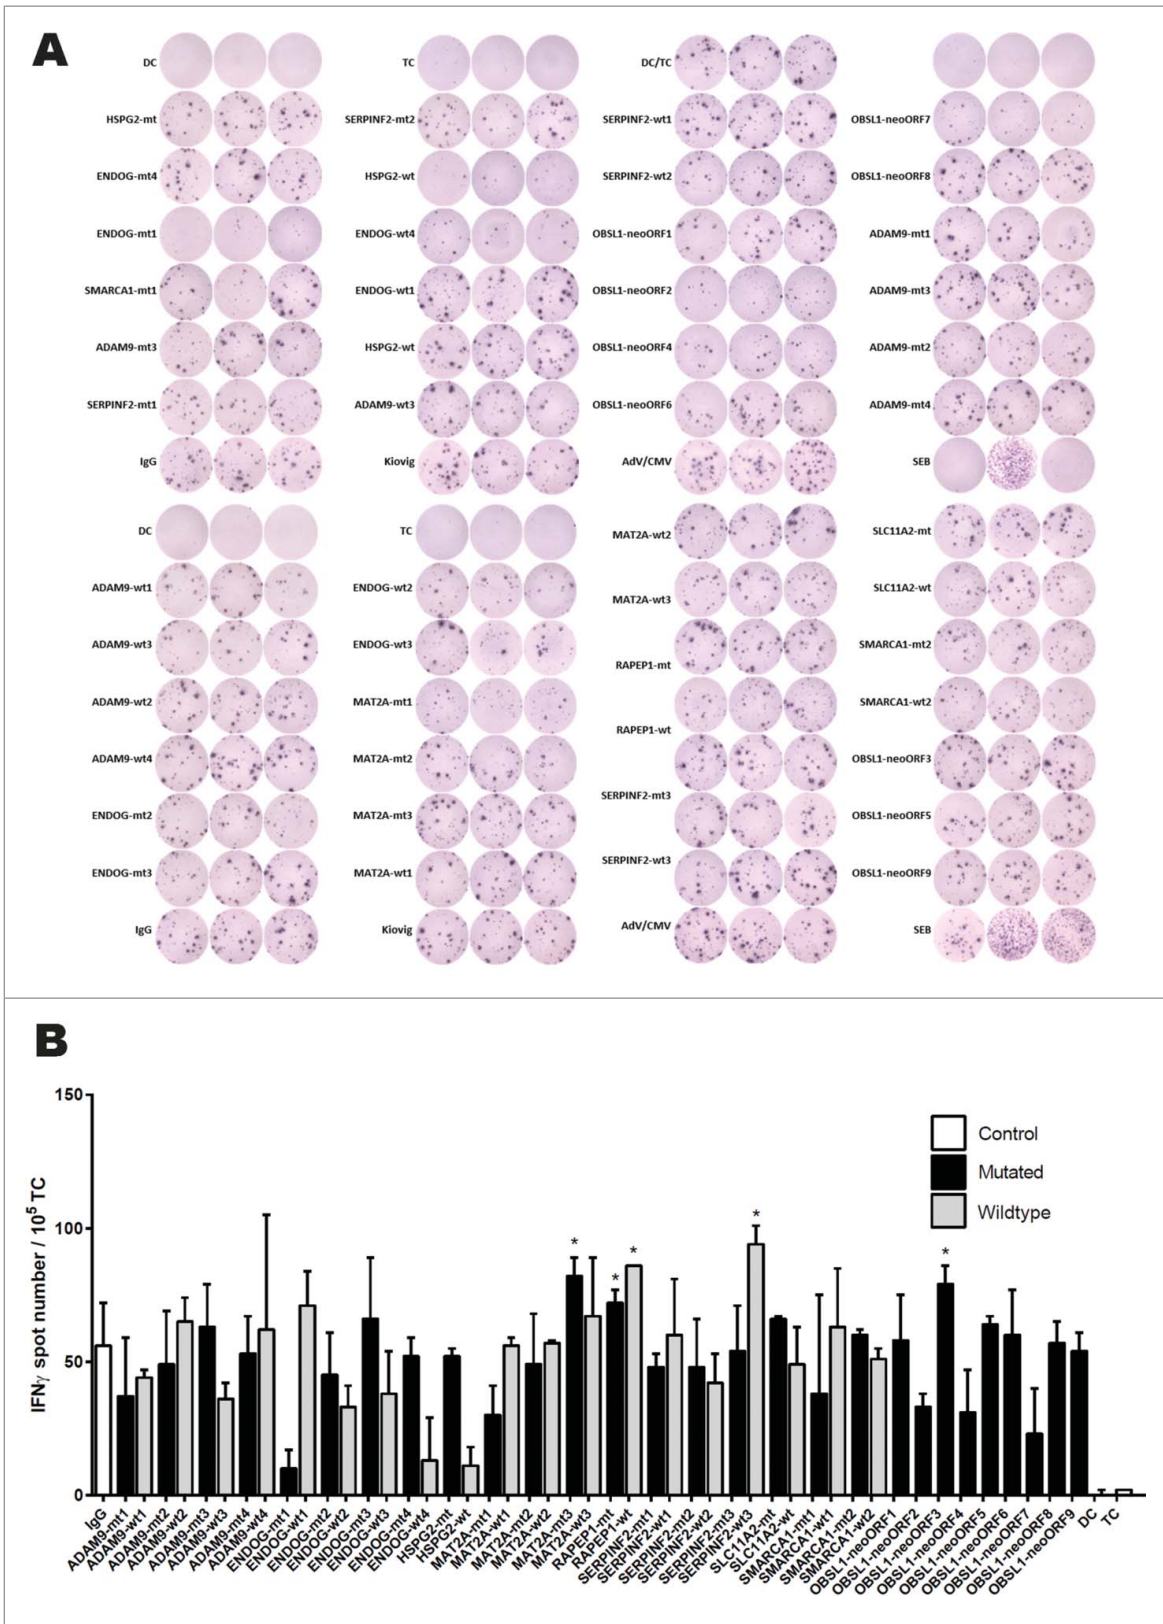 A
DC
TC
DC/TC
HSPG2-mt
SERPINF2-mt2
SERPINF2-wt1
OBSL1-neoORF7
ENDOG-mt4
HSPG2-wt
SERPINF2-wt2
OBSL1-neoORF8
ENDOG-mt1
ENDOG-wt4
OBSL1-neoORF1
ADAM9-mt1
SMARCA1-mt1
ENDOG-wt1
OBSL1-neoORF2
ADAM9-mt3
ADAM9-mt3
HSPG2-wt
OBSL1-neoORF4
ADAM9-mt2
SERPINF2-mt1
ADAM9-wt3
OBSL1-neoORF6
ADAM9-mt4
IgG
Kiovig
AdV/CMV
SEB
DC
TC
MAT2A-wt2
SLC11A2-mt
ADAM9-wt1
ENDOG-wt2
MAT2A-wt3
SLC11A2-wt
ADAM9-wt3
ENDOG-wt3
RAPEP1-mt
SMARCA1-mt2
ADAM9-wt2
MAT2A-mt1
RAPEP1-wt
SMARCA1-wt2
ADAM9-wt4
MAT2A-mt2
SERPINF2-mt3
OBSL1-neoORF3
ENDOG-mt2
MAT2A-mt3
SERPINF2-wt3
OBSL1-neoORF5
ENDOG-mt3
MAT2A-wt1
OBSL1-neoORF9
IgG
Kiovig
AdV/CMV
SEB
B
IFNγ spot number / 10⁵ TC
150
100
50
0
Control
Mutated
Wildtype
* * * * *
IgG
ADAM9-mt1
ADAM9-wt1
ADAM9-mt2
ADAM9-wt2
ADAM9-mt3
ADAM9-wt3
ADAM9-mt4
ADAM9-wt4
ENDOG-mt1
ENDOG-wt1
ENDOG-mt2
ENDOG-wt2
ENDOG-mt3
ENDOG-wt3
ENDOG-mt4
ENDOG-wt4
HSPG2-mt
HSPG2-wt
MAT2A-mt1
MAT2A-wt1
MAT2A-mt2
MAT2A-wt2
MAT2A-mt3
MAT2A-wt3
RAPEP1-mt
RAPEP1-wt
SERPINF2-mt1
SERPINF2-wt1
SERPINF2-mt2
SERPINF2-wt2
SERPINF2-mt3
SERPINF2-wt3
SLC11A2-mt
SLC11A2-wt
SMARCA1-mt1
SMARCA1-wt1
SMARCA1-mt2
SMARCA1-wt2
OBSL1-neoORF1
OBSL1-neoORF2
OBSL1-neoORF3
OBSL1-neoORF4
OBSL1-neoORF5
OBSL1-neoORF6
OBSL1-neoORF7
OBSL1-neoORF8
OBSL1-neoORF9
DC
TC